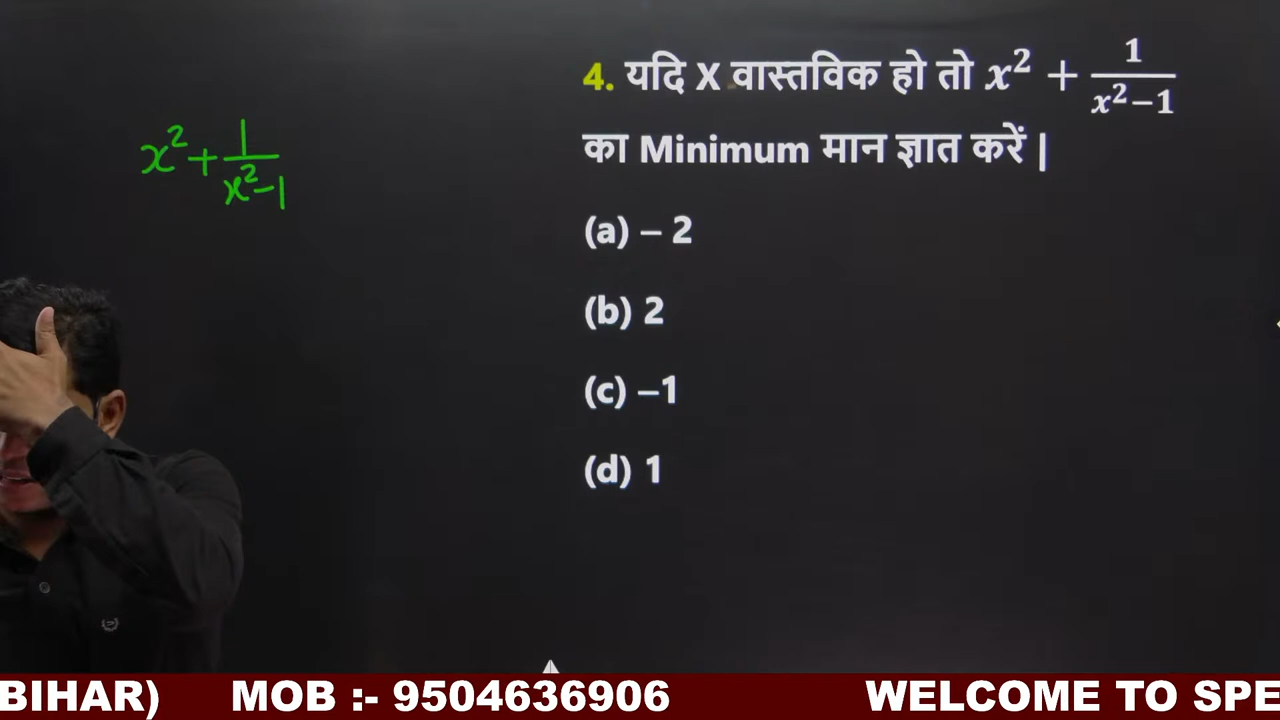 4. यदि X वास्तविक हो तो x² + 1/(x²−1)
का Minimum मान ज्ञात करें |
x² + 1/(x²−1)
(a) – 2
(b) 2
(c) –1
(d) 1
BIHAR) MOB :- 9504636906 WELCOME TO SPE